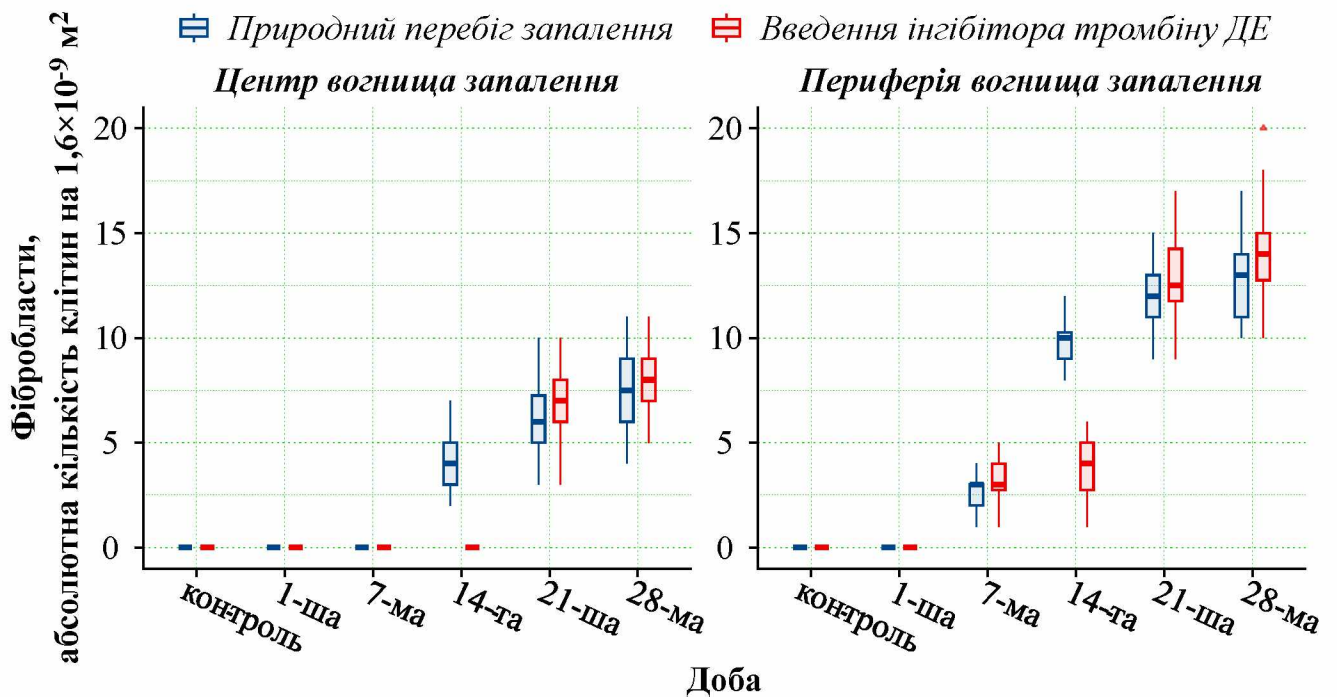 Природний перебіг запалення Введення інгібітора тромбіну ДЕ
Центр вогнища запалення Периферія вогнища запалення
Фібробласти,
абсолютна кількість клітин на 1,6×10⁻⁹ м²
20
15
10
5
0
20
15
10
5
0
контроль 1-ша 7-ма 14-та 21-ша 28-ма
контроль 1-ша 7-ма 14-та 21-ша 28-ма
Доба